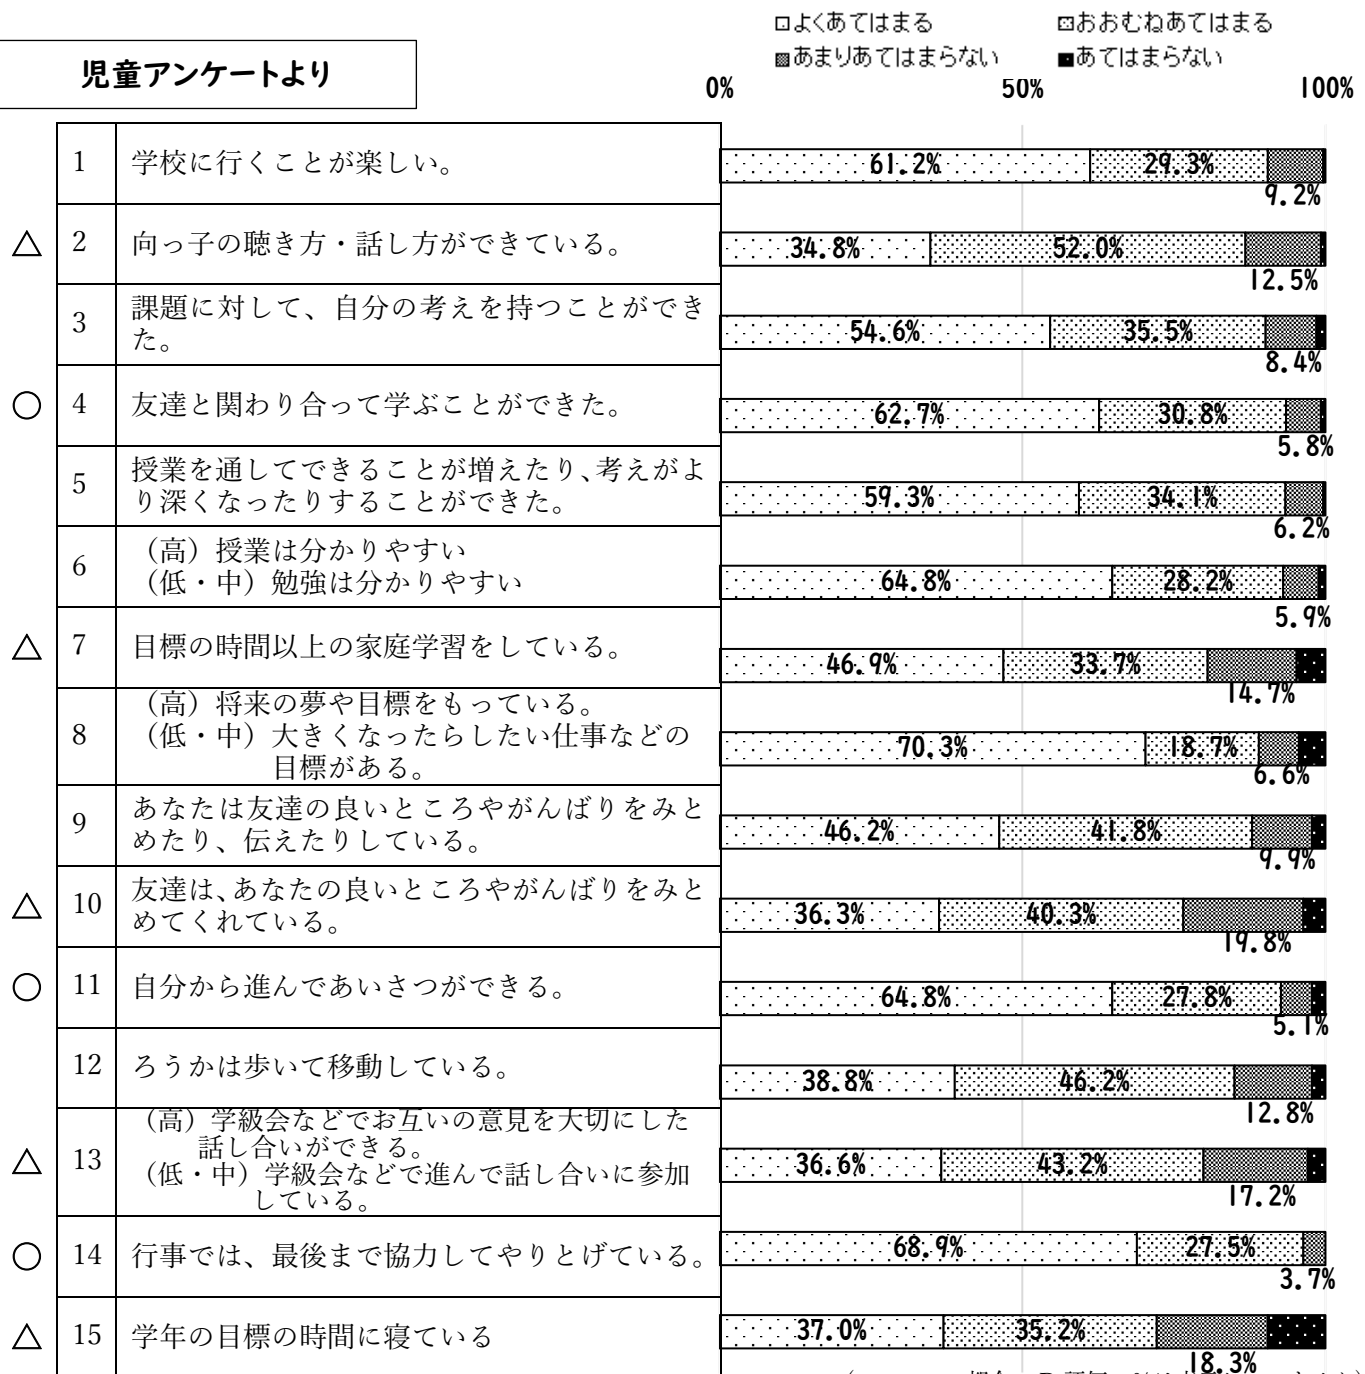 □よくあてはまる ▨おおむねあてはまる
▩あまりあてはまらない ■あてはまらない
児童アンケートより
0% 50% 100%
1 学校に行くことが楽しい。
61.2% 29.3%
9.2%
△ 2 向っ子の聴き方・話し方ができている。
34.8% 52.0%
12.5%
3 課題に対して、自分の考えを持つことができ
た。
54.6% 35.5%
8.4%
○ 4 友達と関わり合って学ぶことができた。
62.7% 30.8%
5.8%
5 授業を通してできることが増えたり、考えがよ
り深くなったりすることができた。
59.3% 34.1%
6.2%
6 （高）授業は分かりやすい
（低・中）勉強は分かりやすい
64.8% 28.2%
5.9%
△ 7 目標の時間以上の家庭学習をしている。
46.9% 33.7%
14.7%
8 （高）将来の夢や目標をもっている。
（低・中）大きくなったらしたい仕事などの
目標がある。
70.3% 18.7%
6.6%
9 あなたは友達の良いところやがんばりをみと
めたり、伝えたりしている。
46.2% 41.8%
9.9%
△ 10 友達は、あなたの良いところやがんばりをみと
めてくれている。
36.3% 40.3%
19.8%
○ 11 自分から進んであいさつができる。
64.8% 27.8%
5.1%
12 ろうかは歩いて移動している。
38.8% 46.2%
12.8%
△ 13 （高）学級会などでお互いの意見を大切にした
話し合いができる。
（低・中）学級会などで進んで話し合いに参加
している。
36.6% 43.2%
17.2%
○ 14 行事では、最後まで協力してやりとげている。
68.9% 27.5%
3.7%
△ 15 学年の目標の時間に寝ている
37.0% 35.2%
18.3%